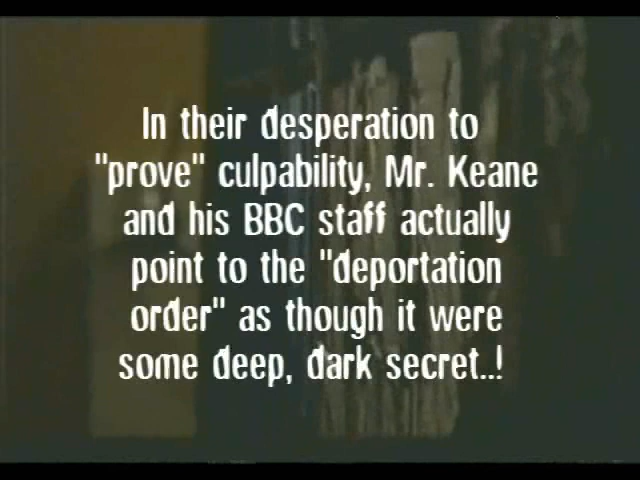 In their desperation to
"prove" culpability, Mr. Keane
and his BBC staff actually
point to the "deportation
order" as though it were
some deep, dark secret..!